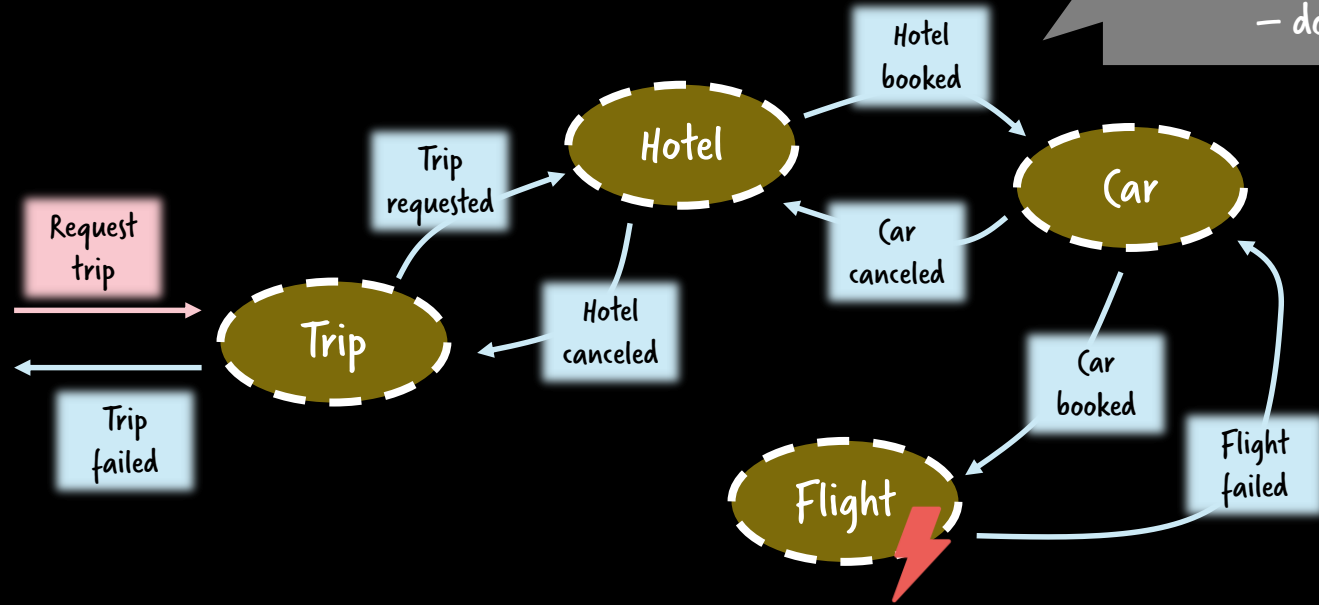 Hotel
booked
Trip
requested
Hotel
Car
Request
trip
Car
canceled
Hotel
canceled
Trip
Car
booked
Trip
failed
Flight
Flight
failed